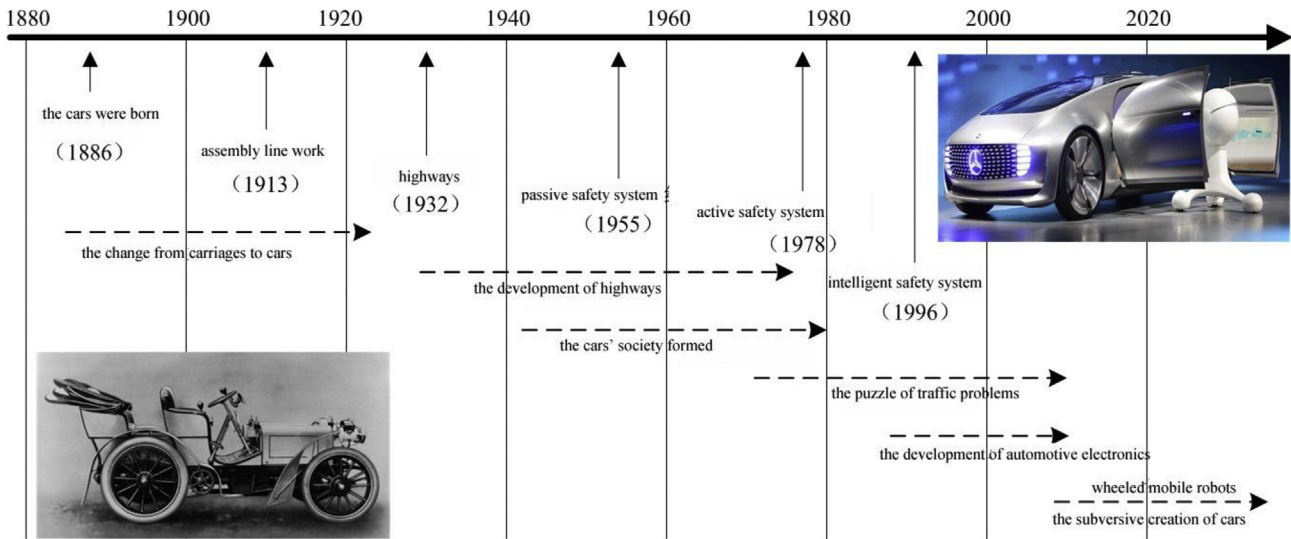 1880 1900 1920 1940 1960 1980 2000 2020
the cars were born
（1886）
assembly line work
（1913）
highways
（1932）
passive safety system
（1955）
active safety system
（1978）
intelligent safety system
（1996）
the change from carriages to cars
the development of highways
the cars' society formed
the puzzle of traffic problems
the development of automotive electronics
wheeled mobile robots
the subversive creation of cars